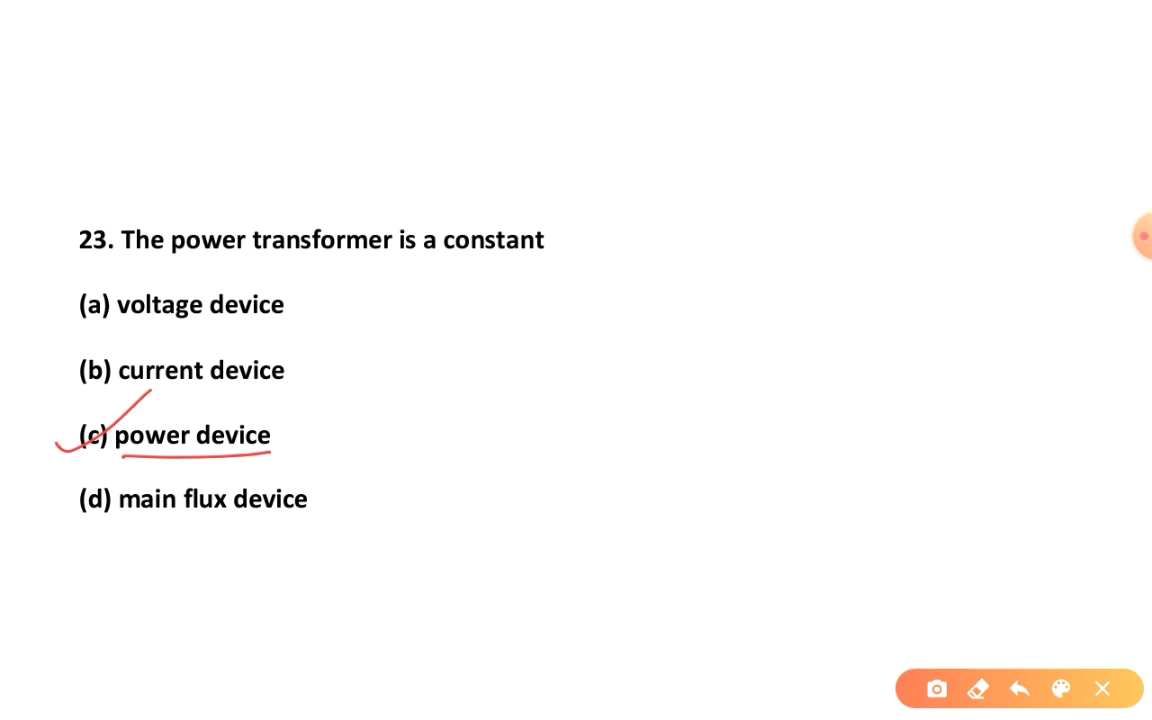 23. The power transformer is a constant
(a) voltage device
(b) current device
(c) power device
(d) main flux device